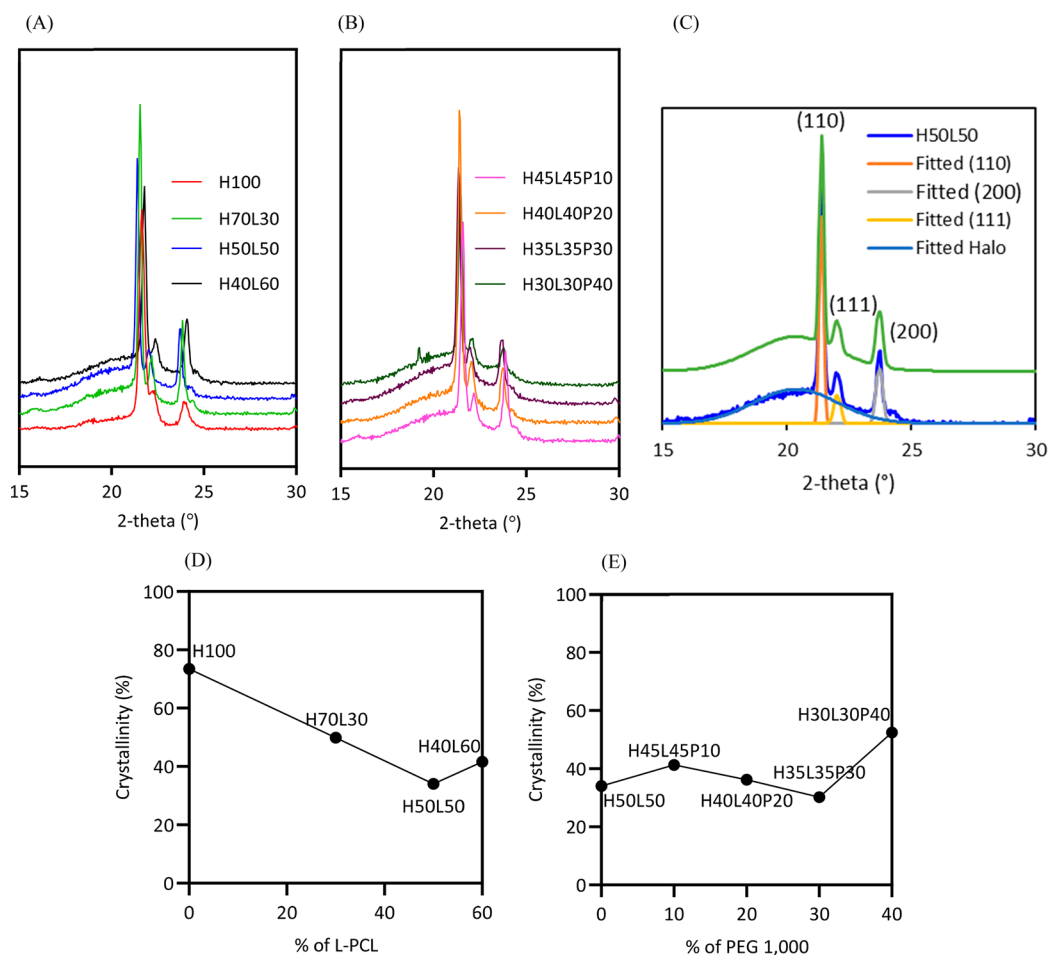 (A)
H100
H70L30
H50L50
H40L60
15 20 25 30
2-theta (°)
(B)
H45L45P10
H40L40P20
H35L35P30
H30L30P40
15 20 25 30
2-theta (°)
(C)
(110)
(111)
(200)
H50L50
Fitted (110)
Fitted (200)
Fitted (111)
Fitted Halo
15 20 25 30
2-theta (°)
(D)
Crystallinity (%)
100
80
60
40
20
0
H100
H70L30
H40L60
H50L50
0 20 40 60
% of L-PCL
(E)
Crystallinity (%)
100
80
60
40
20
0
H30L30P40
H45L45P10
H35L35P30
H50L50
H40L40P20
0 10 20 30 40
% of PEG 1,000